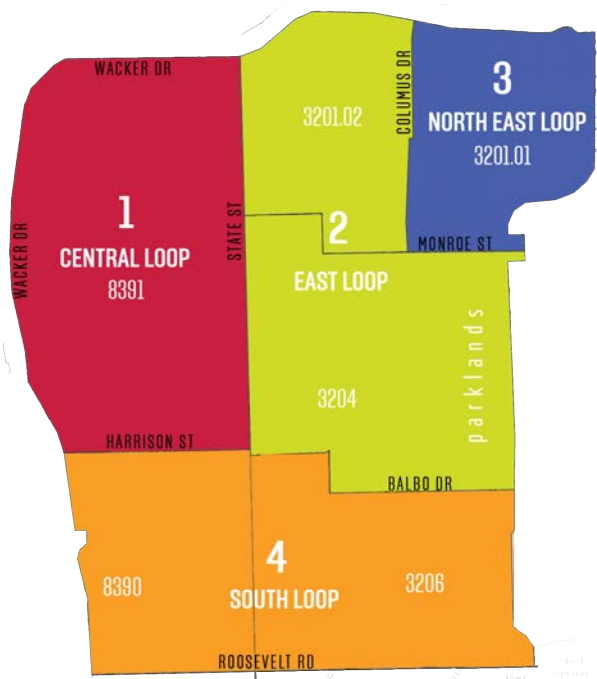 WACKER DR
COLUMUS DR
3
NORTH EAST LOOP
3201.01
3201.02
1
CENTRAL LOOP
8391
WACKER DR
STATE ST
2
EAST LOOP
MONROE ST
parklands
3204
HARRISON ST
BALBO DR
4
SOUTH LOOP
8390
3206
ROOSEVELT RD